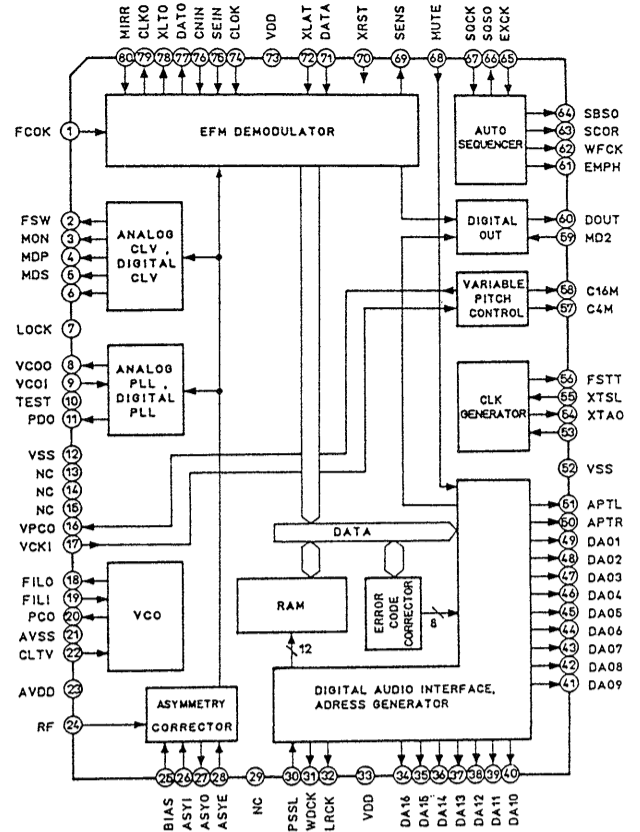 MIRR
CLKO
XLTO
DATO
CNIN
SEIN
CLOK
VDD
XLAT
DATA
XRST
SENS
MUTE
SQCK
SQSO
EXCK
80
79
78
77
76
75
74
73
72
71
70
69
68
67
66
65
FCOK 1
EFM DEMODULATOR
AUTO
SEQUENCER
64 SBSO
63 SCOR
62 WFCK
61 EMPH
FSW 2
MON 3
MDP 4
MDS 5
6
ANALOG
CLV,
DIGITAL
CLV
DIGITAL
OUT
60 DOUT
59 MD2
VARIABLE
PITCH
CONTROL
58 C16M
57 C4M
LOCK 7
VCOO 8
VCOI 9
TEST 10
PDO 11
ANALOG
PLL,
DIGITAL
PLL
CLK
GENERATOR
56 FSTT
55 XTSL
54 XTAO
53
VSS 12
NC 13
NC 14
NC 15
VPCO 16
VCKI 17
52 VSS
51 APTL
50 APTR
49 DA01
48 DA02
47 DA03
46 DA04
45 DA05
44 DA06
43 DA07
42 DA08
41 DA09
DATA
FILO 18
FILI 19
PCO 20
AVSS 21
CLTV 22
VCO
RAM
12
ERROR
CODE
CORRECTOR
8
AVDD 23
RF 24
ASYMMETRY
CORRECTOR
DIGITAL AUDIO INTERFACE,
ADRESS GENERATOR
25
26
27
28
29
30
31
32
33
34
35
36
37
38
39
40
BIAS
ASYI
ASYO
ASYE
NC
PSSL
WDCK
LRCK
VDD
DA16
DA15
DA14
DA13
DA12
DA11
DA10